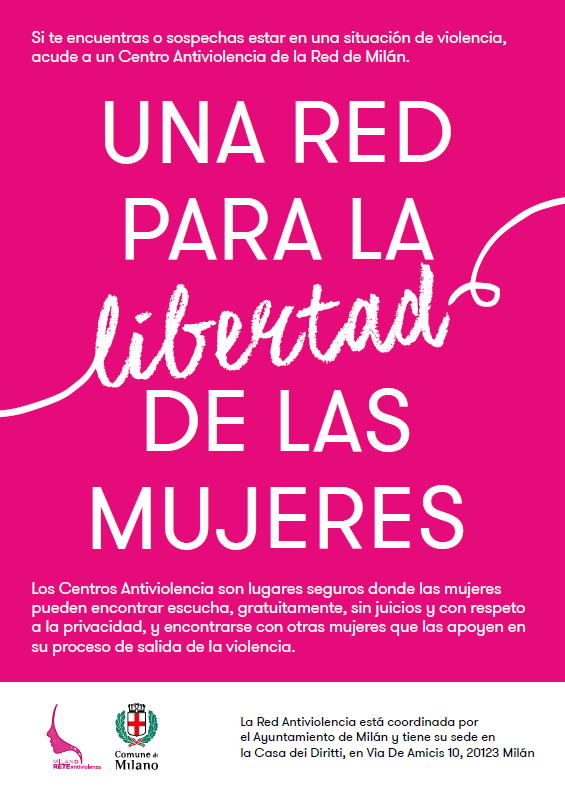 Si te encuentras o sospechas estar en una situación de violencia,
acude a un Centro Antiviolencia de la Red de Milán.
UNA RED
PARA LA
libertad
DE LAS
MUJERES
Los Centros Antiviolencia son lugares seguros donde las mujeres
pueden encontrar escucha, gratuitamente, sin juicios y con respeto
a la privacidad, y encontrarse con otras mujeres que las apoyen en
su proceso de salida de la violencia.
MILANO
RETE antiviolenza
Comune di
Milano
La Red Antiviolencia está coordinada por
el Ayuntamiento de Milán y tiene su sede en
la Casa dei Diritti, en Via De Amicis 10, 20123 Milán